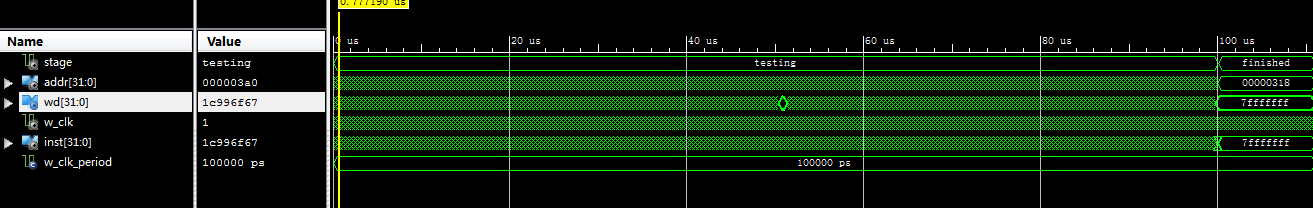 0.777190 us
Name Value 0 us 20 us 40 us 60 us 80 us 100 us
stage testing testing finished
addr[31:0] 000003a0 00000318
wd[31:0] 1c996f67 7fffffff
w_clk 1
inst[31:0] 1c996f67 7fffffff
w_clk_period 100000 ps 100000 ps